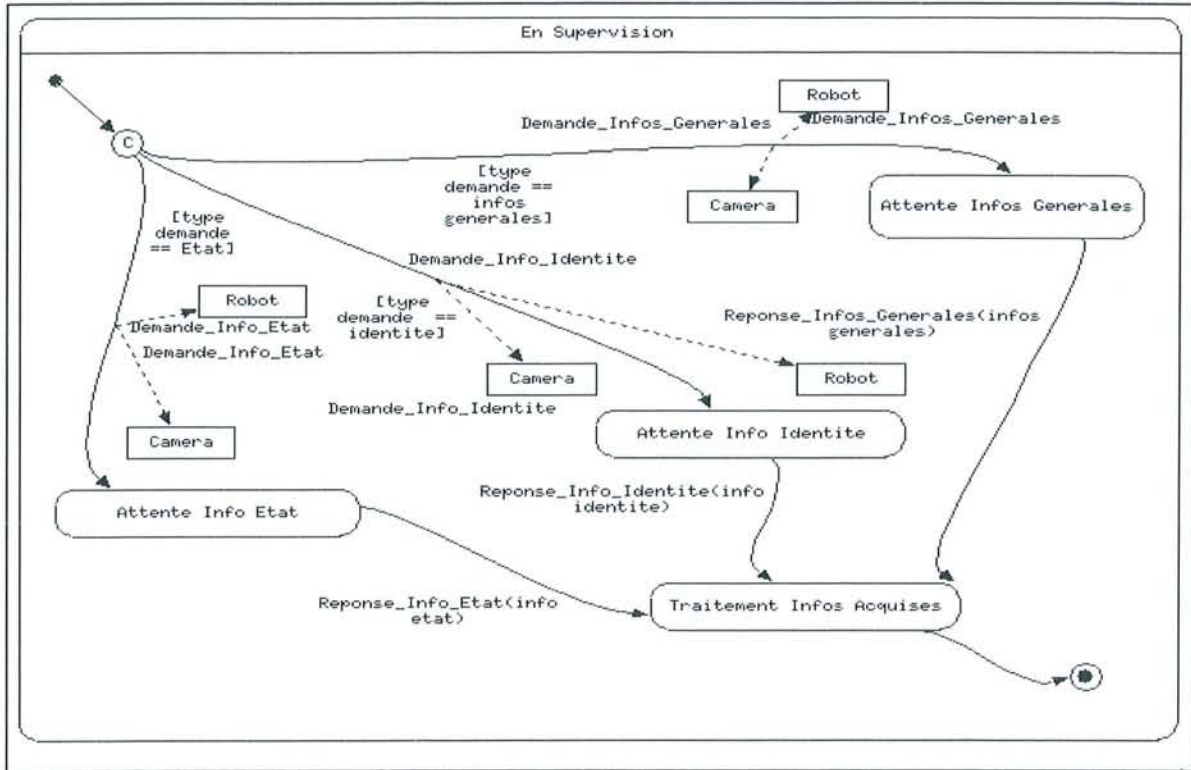 En Supervision
Robot
Demande_Infos_Generales
Demande_Infos_Generales
C
[type
demande ==
infos
generales]
Camera
Attente Infos Generales
[type
demande
== Etat]
Demande_Info_Identite
Robot
[type
demande ==
identite]
Demande_Info_Etat
Demande_Info_Etat
Reponse_Infos_Generales(infos
generales)
Camera
Robot
Demande_Info_Identite
Camera
Attente Info Identite
Reponse_Info_Identite(info
identite)
Attente Info Etat
Reponse_Info_Etat(info
etat)
Traitement Infos Acquises